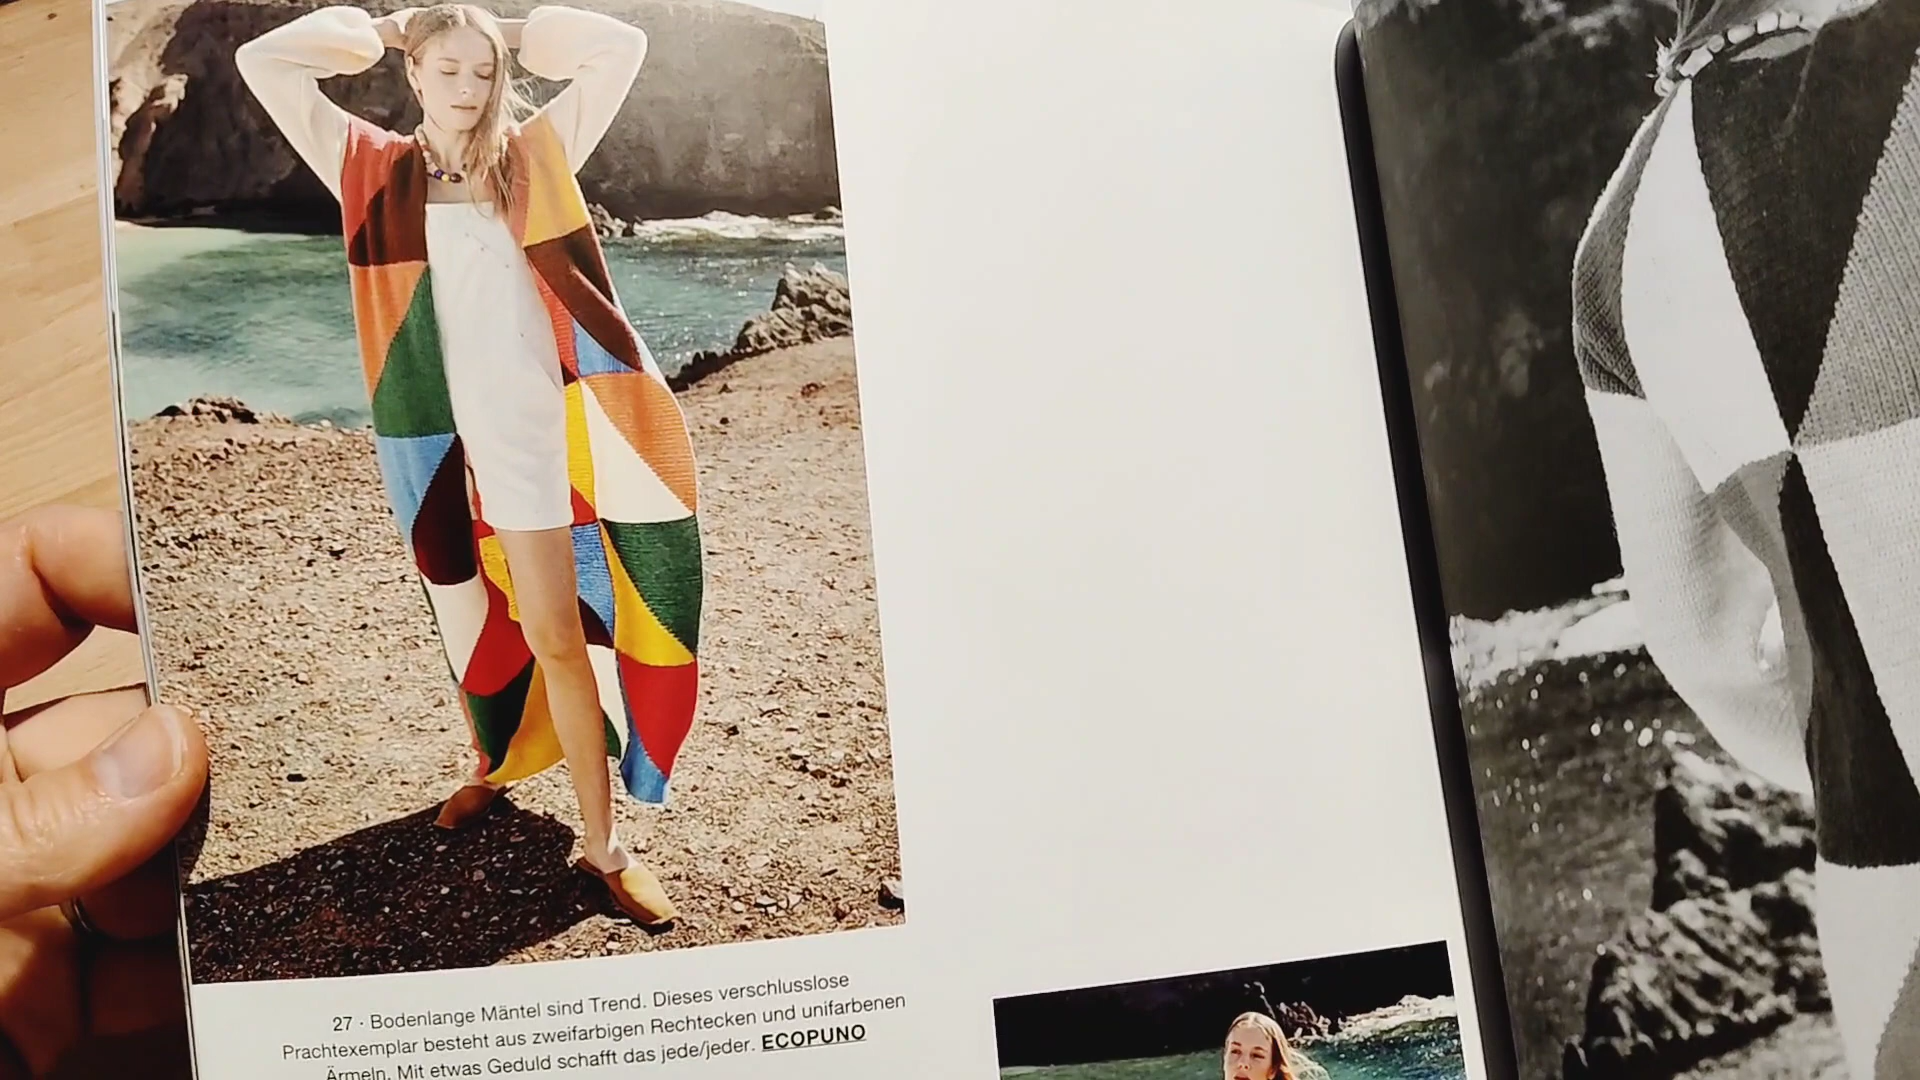 27 · Bodenlange Mäntel sind Trend. Dieses verschlusslose
Prachtexemplar besteht aus zweifarbigen Rechtecken und unifarbenen
Ärmeln. Mit etwas Geduld schafft das jede/jeder. ECOPUNO